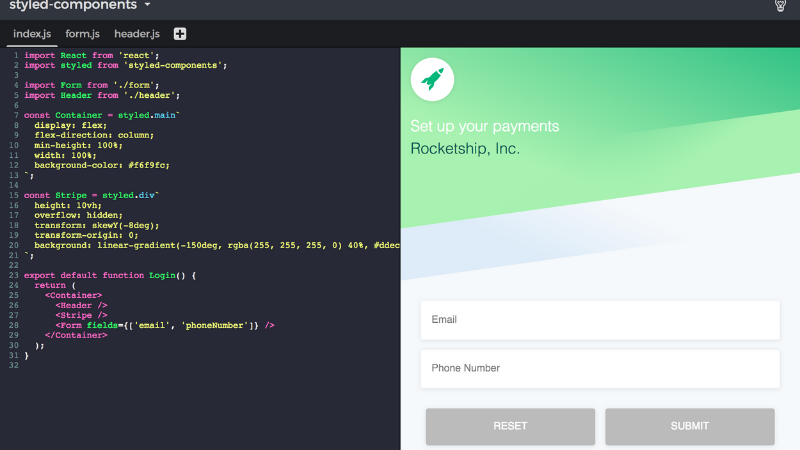 styled-components
index.js form.js header.js
1 import React from 'react';
2 import styled from 'styled-components';
3
4 import Form from './form';
5 import Header from './header';
6
7 const Container = styled.main`
8 display: flex;
9 flex-direction: column;
10 min-height: 100%;
11 width: 100%;
12 background-color: #f6f9fc;
13 `;
14
15 const Stripe = styled.div`
16 height: 10vh;
17 overflow: hidden;
18 transform: skewY(-8deg);
19 transform-origin: 0;
20 background: linear-gradient(-150deg, rgba(255, 255, 255, 0) 40%, #ddec
21 `;
22
23 export default function Login() {
24 return (
25 <Container>
26 <Header />
27 <Stripe />
28 <Form fields={['email', 'phoneNumber']} />
29 </Container>
30 );
31 }
32
Set up your payments
Rocketship, Inc.
Email
Phone Number
RESET SUBMIT